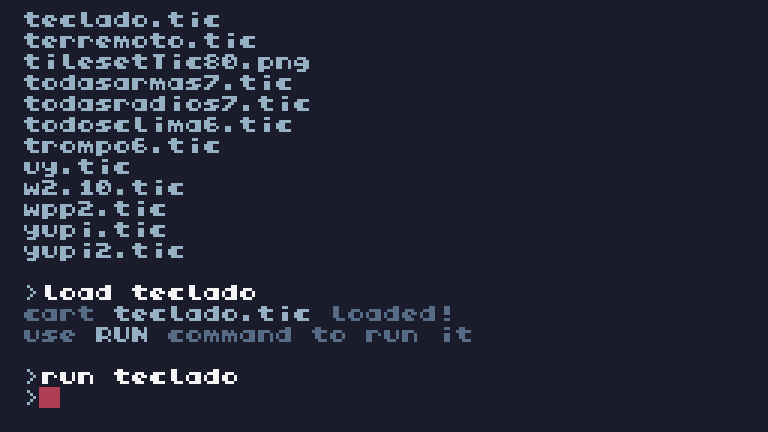 teclado.tic
terremoto.tic
tilesetTic80.png
todasarmas7.tic
todasradios7.tic
todosclima6.tic
trompo6.tic
uy.tic
w2.10.tic
wpp2.tic
yupi.tic
yupi2.tic
>load teclado
cart teclado.tic loaded!
use RUN command to run it
>run teclado
>